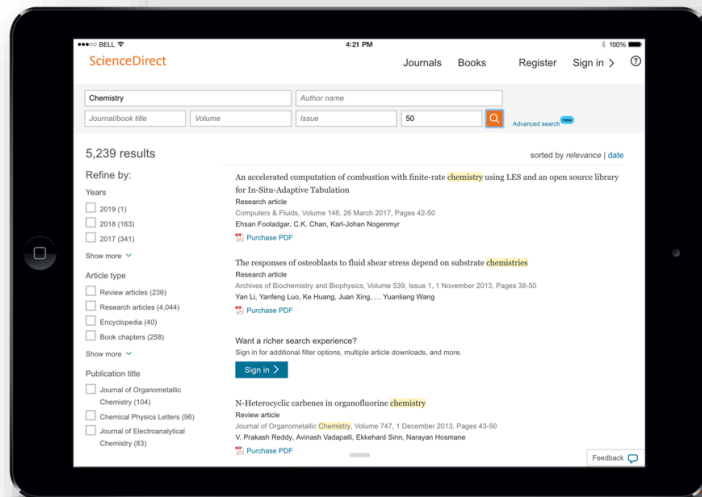 BELL 4:21 PM 100%
ScienceDirect Journals Books Register Sign in > ?
Chemistry Author name
Journal/book title Volume Issue 50 Advanced search new
5,239 results sorted by relevance | date
Refine by:
Years
2019 (1)
2018 (163)
2017 (341)
Show more
Article type
Review articles (236)
Research articles (4,044)
Encyclopedia (40)
Book chapters (258)
Show more
Publication title
Journal of Organometallic
Chemistry (104)
Chemical Physics Letters (96)
Journal of Electroanalytical
Chemistry (83)
An accelerated computation of combustion with finite-rate chemistry using LES and an open source library
for In-Situ-Adaptive Tabulation
Research article
Computers & Fluids, Volume 146, 26 March 2017, Pages 42-50
Ehsan Fooladgar, C.K. Chan, Karl-Johan Nogenmyr
Purchase PDF
The responses of osteoblasts to fluid shear stress depend on substrate chemistries
Research article
Archives of Biochemistry and Biophysics, Volume 539, Issue 1, 1 November 2013, Pages 38-50
Yan Li, Yanfeng Luo, Ke Huang, Juan Xing, ... Yuanliang Wang
Purchase PDF
Want a richer search experience?
Sign in for additional filter options, multiple article downloads, and more.
Sign in >
N-Heterocyclic carbenes in organofluorine chemistry
Review article
Journal of Organometallic Chemistry, Volume 747, 1 December 2013, Pages 43-50
V. Prakash Reddy, Avinash Vadapalli, Ekkehard Sinn, Narayan Hosmane
Purchase PDF
Feedback